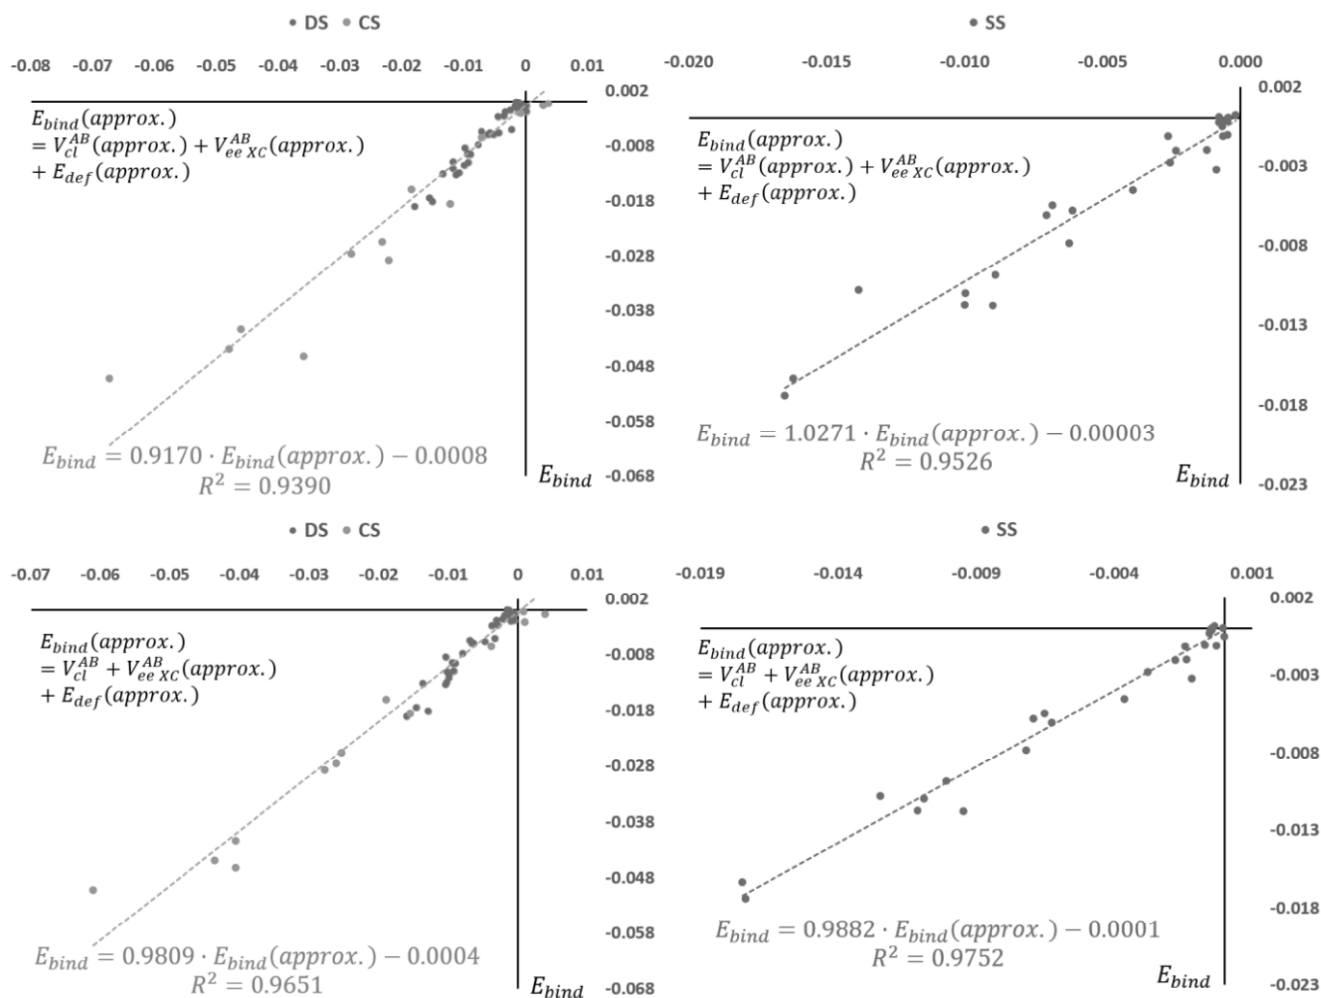 ● DS ● CS
-0.08 -0.07 -0.06 -0.05 -0.04 -0.03 -0.02 -0.01 0 0.01
0.002
-0.008
-0.018
-0.028
-0.038
-0.048
-0.058
-0.068
E_bind(approx.)
= V_cl^AB(approx.) + V_ee XC^AB(approx.)
+ E_def(approx.)
E_bind = 0.9170 · E_bind(approx.) − 0.0008
R² = 0.9390
E_bind
● SS
-0.020 -0.015 -0.010 -0.005 0.000
0.002
-0.003
-0.008
-0.013
-0.018
-0.023
E_bind(approx.)
= V_cl^AB(approx.) + V_ee XC^AB(approx.)
+ E_def(approx.)
E_bind = 1.0271 · E_bind(approx.) − 0.00003
R² = 0.9526
E_bind
● DS ● CS
-0.07 -0.06 -0.05 -0.04 -0.03 -0.02 -0.01 0 0.01
0.002
-0.008
-0.018
-0.028
-0.038
-0.048
-0.058
-0.068
E_bind(approx.)
= V_cl^AB + V_ee XC^AB(approx.)
+ E_def(approx.)
E_bind = 0.9809 · E_bind(approx.) − 0.0004
R² = 0.9651
E_bind
● SS
-0.019 -0.014 -0.009 -0.004 0.001
0.002
-0.003
-0.008
-0.013
-0.018
-0.023
E_bind(approx.)
= V_cl^AB + V_ee XC^AB(approx.)
+ E_def(approx.)
E_bind = 0.9882 · E_bind(approx.) − 0.0001
R² = 0.9752
E_bind